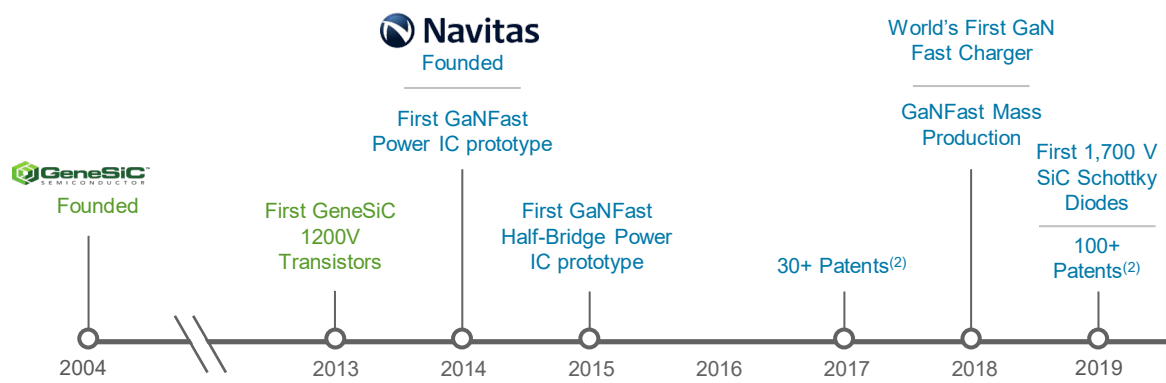 GeneSiC™
SEMICONDUCTOR
Founded
2004
First GeneSiC
1200V
Transistors
2013
Navitas
Founded
First GaNFast
Power IC prototype
2014
First GaNFast
Half-Bridge Power
IC prototype
2015
2016
30+ Patents(2)
2017
World's First GaN
Fast Charger
GaNFast Mass
Production
2018
First 1,700 V
SiC Schottky
Diodes
100+
Patents(2)
2019